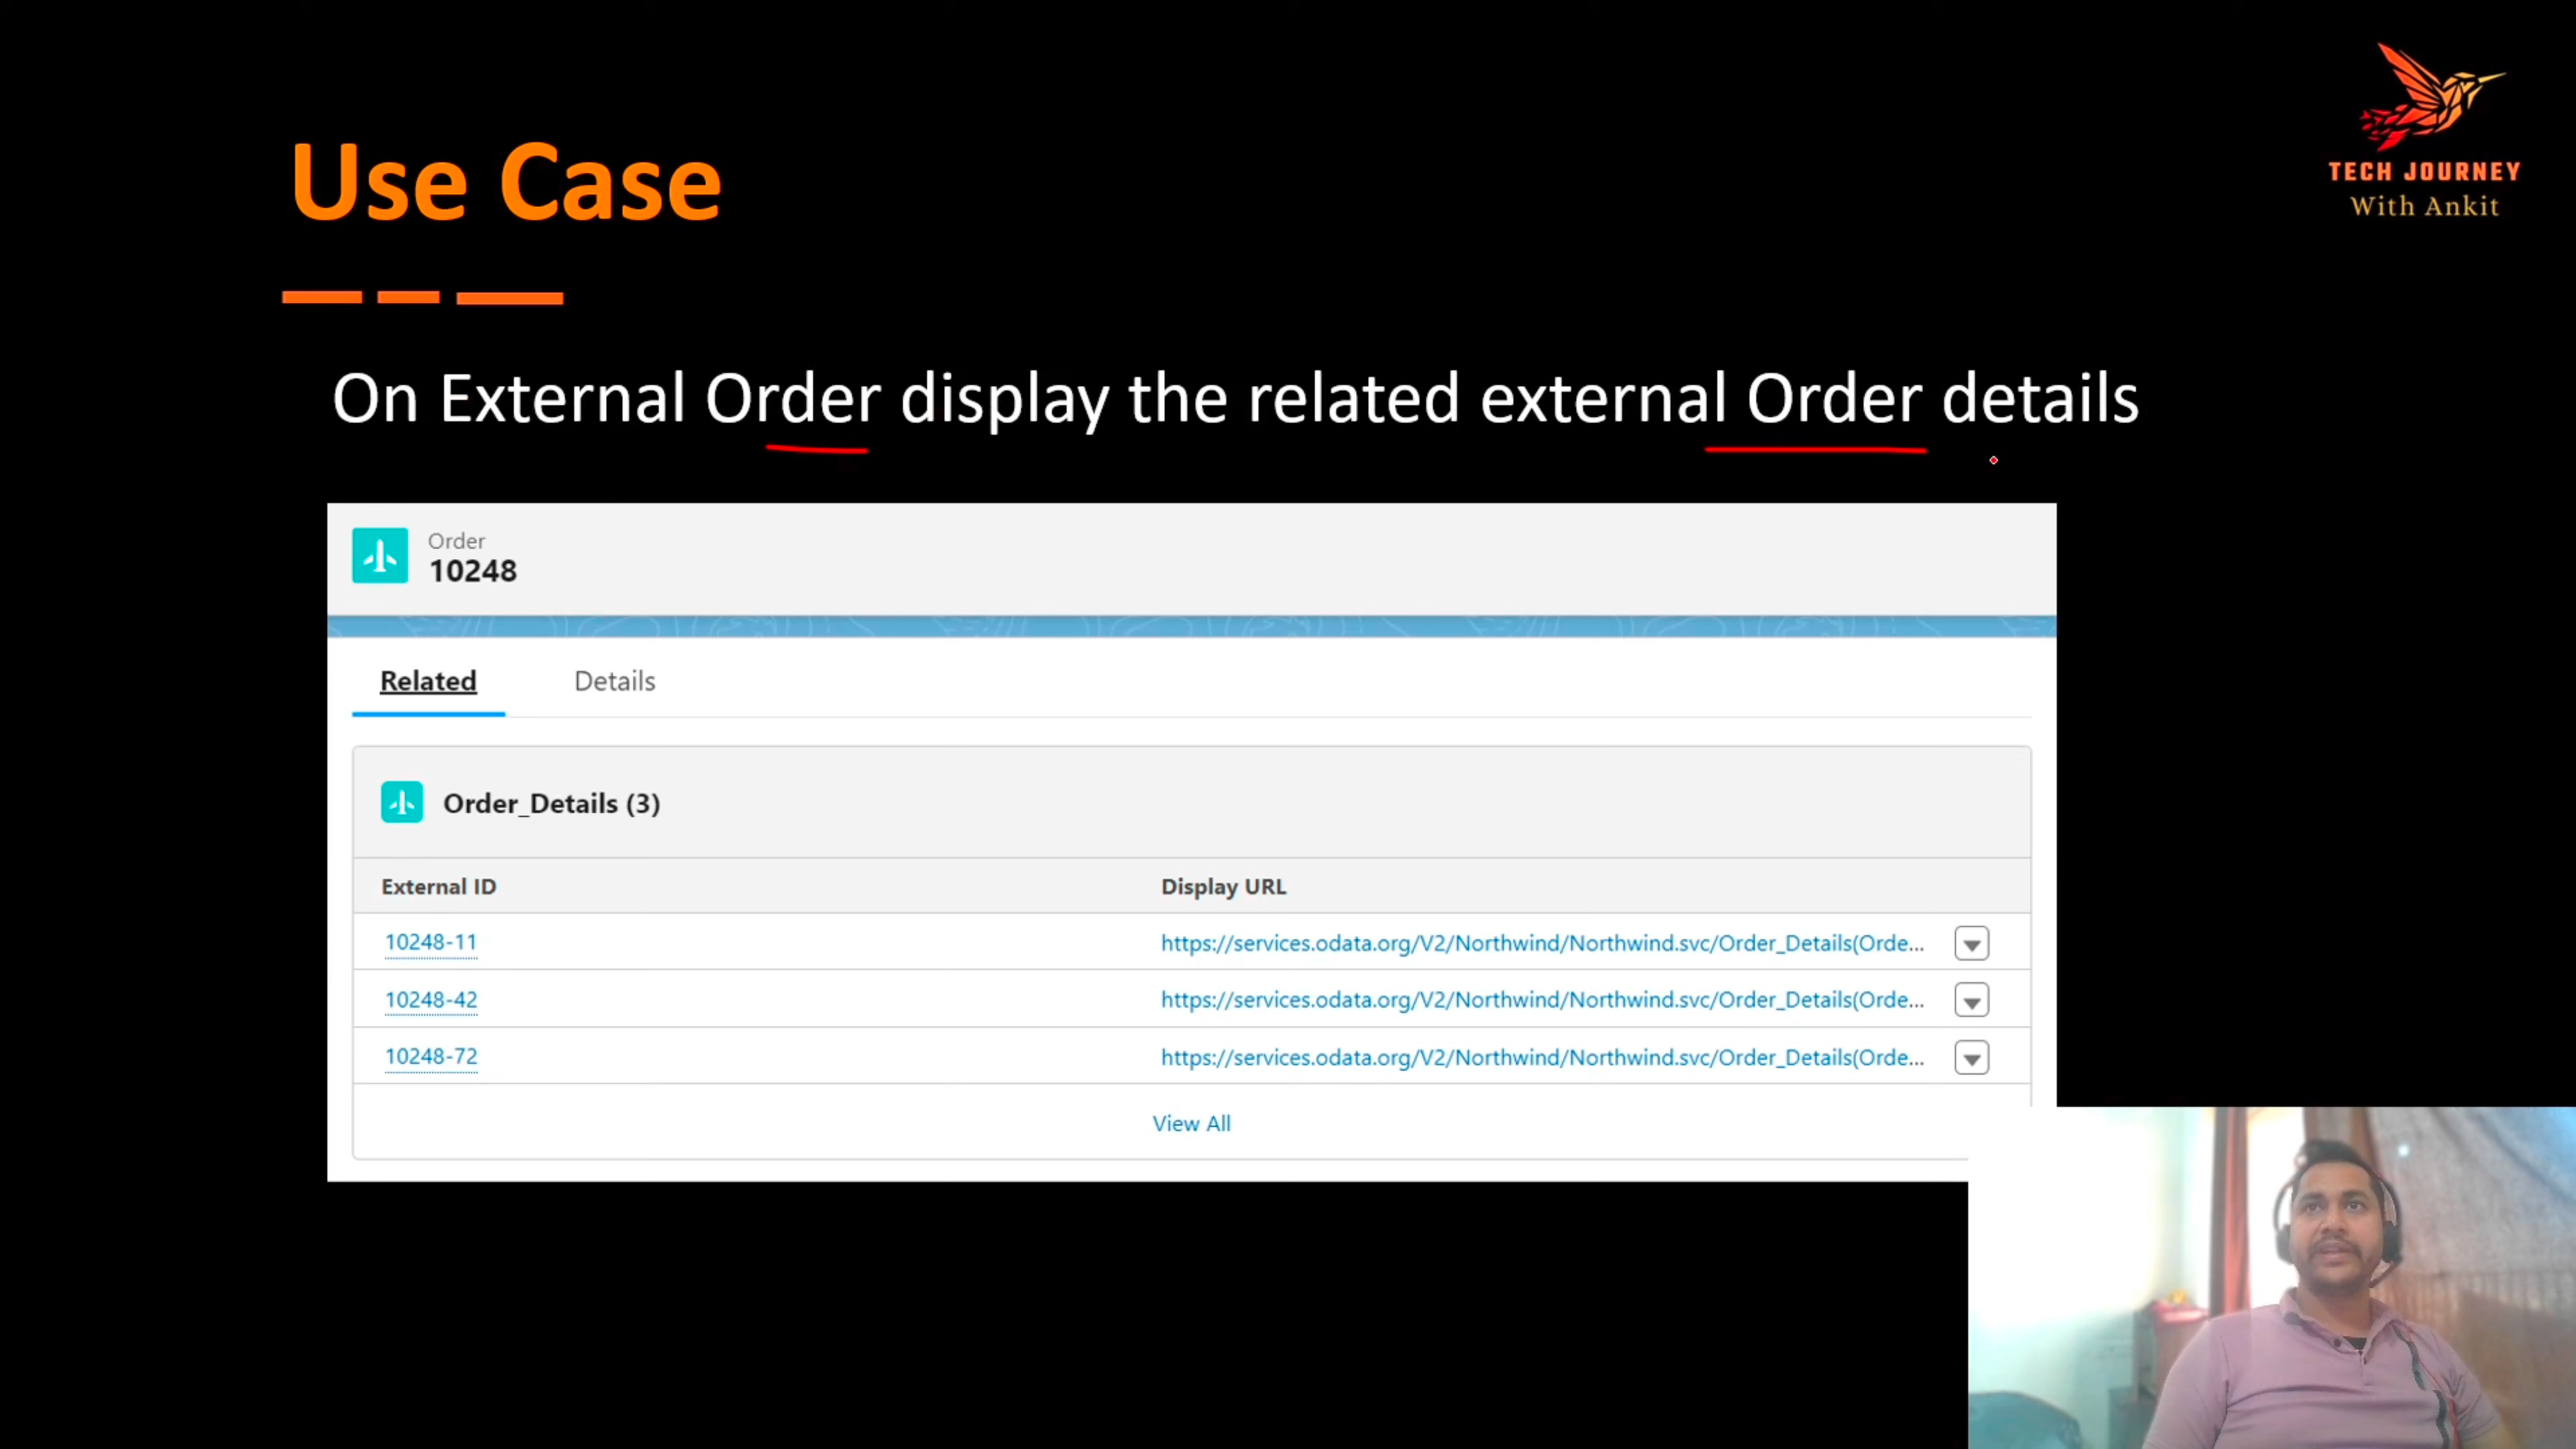 TECH JOURNEY
With Ankit
Use Case
On External Order display the related external Order details
Order
10248
Related Details
Order_Details (3)
External ID Display URL
10248-11 https://services.odata.org/V2/Northwind/Northwind.svc/Order_Details(Orde...
10248-42 https://services.odata.org/V2/Northwind/Northwind.svc/Order_Details(Orde...
10248-72 https://services.odata.org/V2/Northwind/Northwind.svc/Order_Details(Orde...
View All